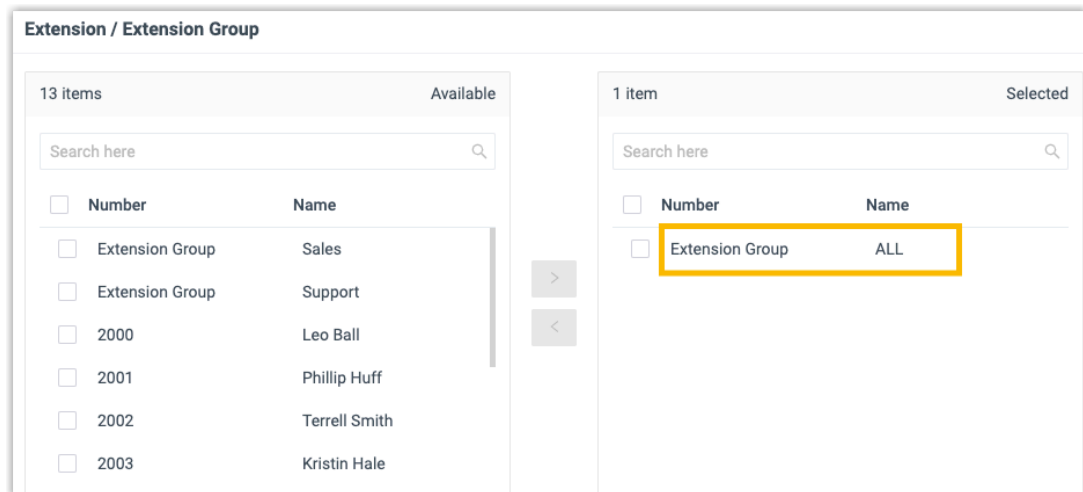 Extension / Extension Group
13 items Available
Search here
Number Name
Extension Group Sales
Extension Group Support
2000 Leo Ball
2001 Phillip Huff
2002 Terrell Smith
2003 Kristin Hale
>
<
1 item Selected
Search here
Number Name
Extension Group ALL